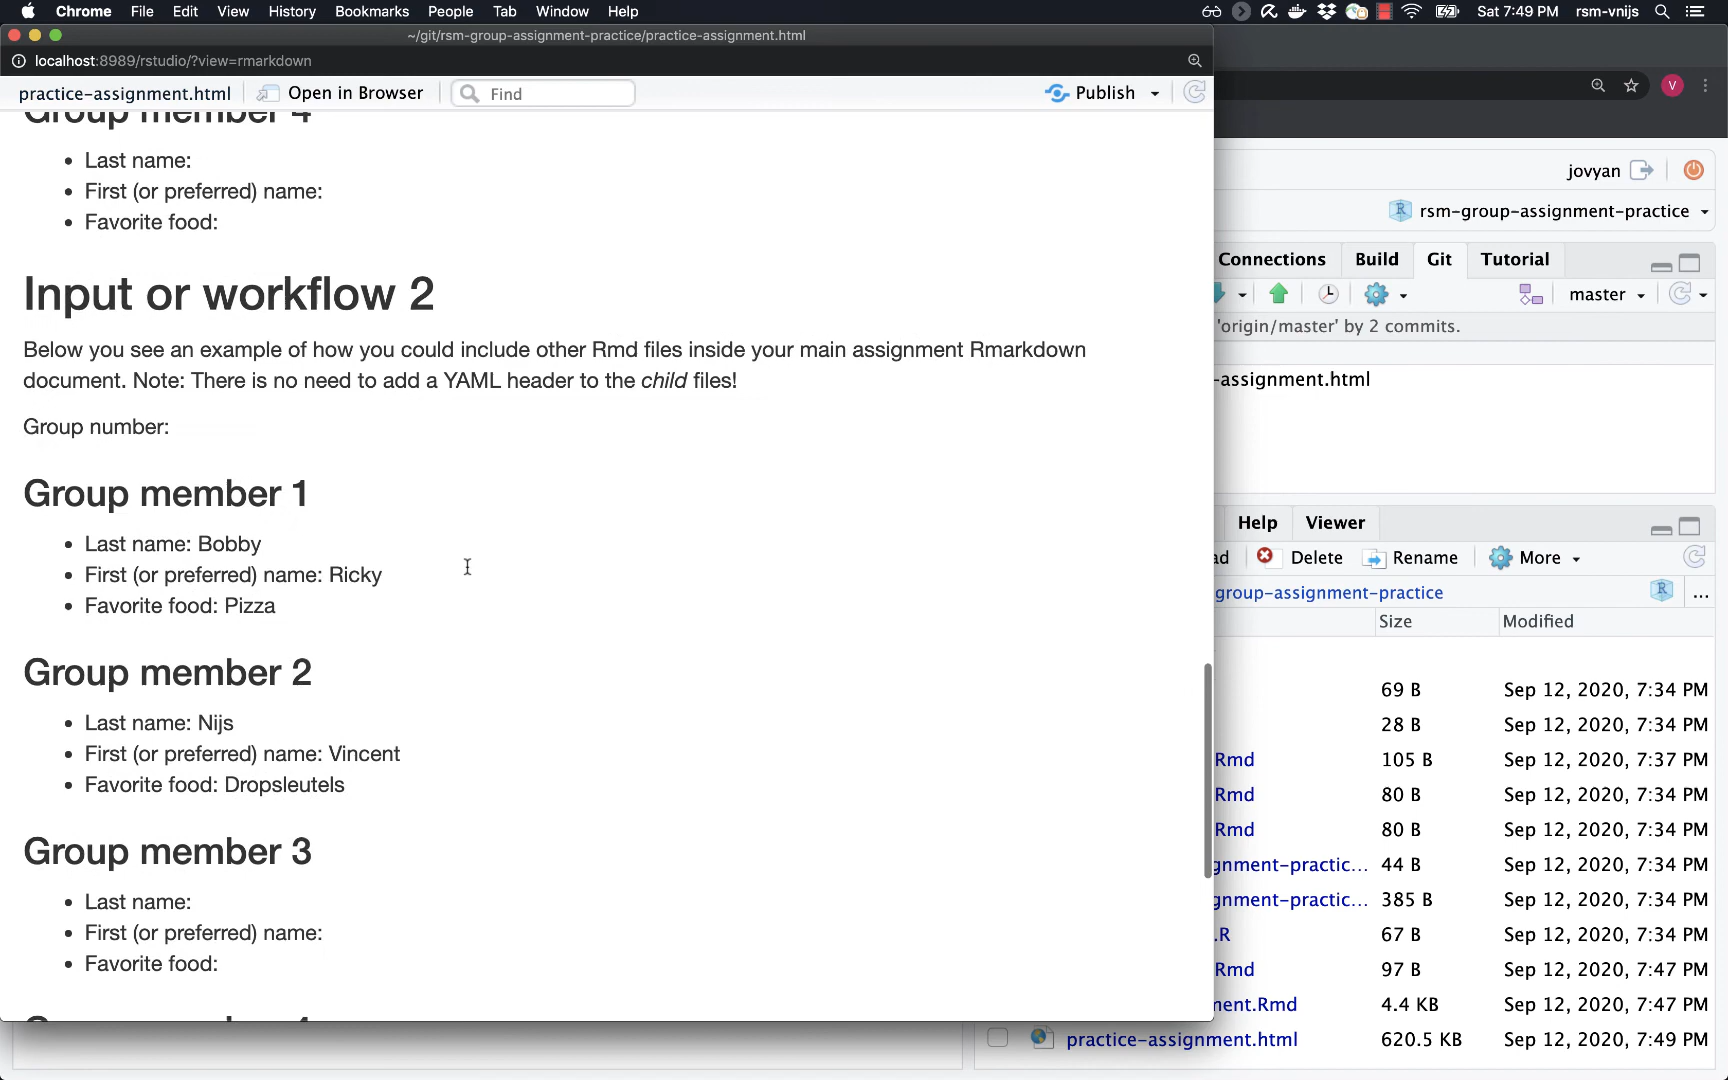 Chrome File Edit View History Bookmarks People Tab Window Help Sat 7:49 PM rsm-vnijs
~/git/rsm-group-assignment-practice/practice-assignment.html
localhost:8989/rstudio/?view=rmarkdown
practice-assignment.html Open in Browser Find Publish
V
Group member 4
Last name:
First (or preferred) name:
Favorite food:
Input or workflow 2
Below you see an example of how you could include other Rmd files inside your main assignment Rmarkdown
document. Note: There is no need to add a YAML header to the child files!
Group number:
Group member 1
Last name: Bobby
First (or preferred) name: Ricky
Favorite food: Pizza
Group member 2
Last name: Nijs
First (or preferred) name: Vincent
Favorite food: Dropsleutels
Group member 3
Last name:
First (or preferred) name:
Favorite food:
jovyan
rsm-group-assignment-practice
Connections Build Git Tutorial
master
'origin/master' by 2 commits.
-assignment.html
Help Viewer
Delete Rename More
group-assignment-practice ...
Size Modified
69 B Sep 12, 2020, 7:34 PM
28 B Sep 12, 2020, 7:34 PM
Rmd 105 B Sep 12, 2020, 7:37 PM
Rmd 80 B Sep 12, 2020, 7:34 PM
Rmd 80 B Sep 12, 2020, 7:34 PM
gnment-practic... 44 B Sep 12, 2020, 7:34 PM
gnment-practic... 385 B Sep 12, 2020, 7:34 PM
.R 67 B Sep 12, 2020, 7:34 PM
Rmd 97 B Sep 12, 2020, 7:47 PM
ment.Rmd 4.4 KB Sep 12, 2020, 7:47 PM
practice-assignment.html 620.5 KB Sep 12, 2020, 7:49 PM